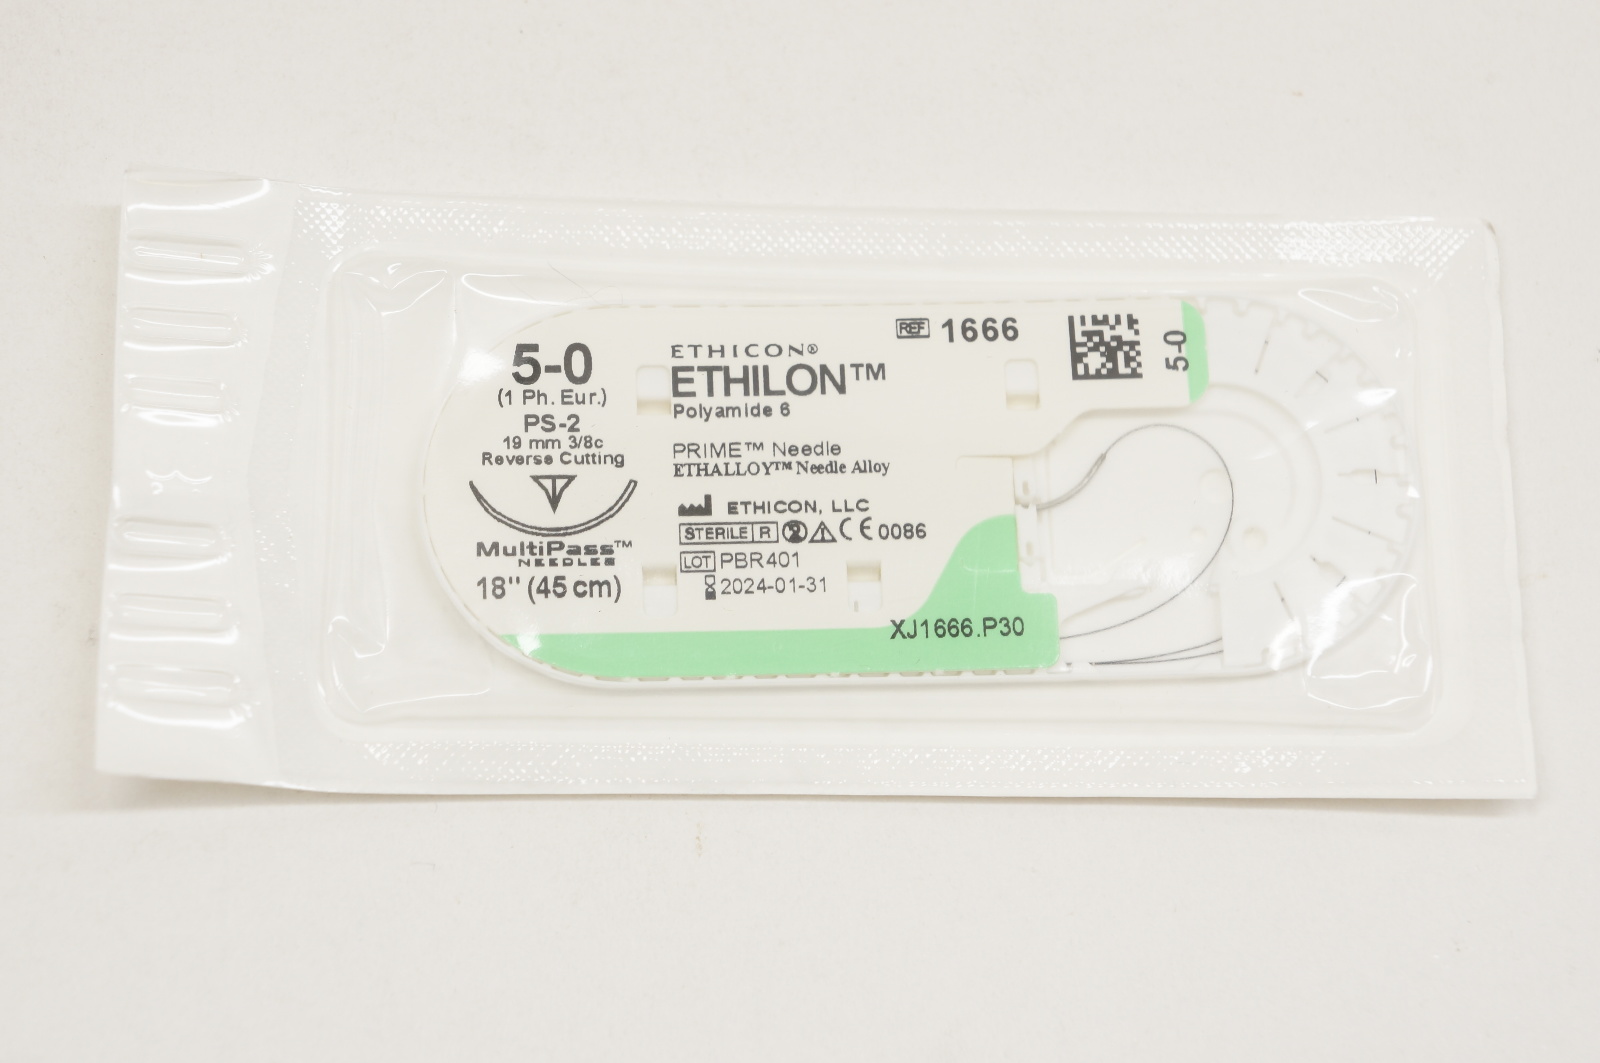 5-0
(1 Ph. Eur.)
PS-2
19 mm 3/8c
Reverse Cutting
MultiPass™
NEEDLES
18" (45 cm)
ETHICON®
ETHILON™
Polyamide 6
PRIME™ Needle
ETHALLOY™ Needle Alloy
ETHICON, LLC
STERILE R 2 CE 0086
LOT PBR401
2024-01-31
REF 1666
5-0
XJ1666.P30